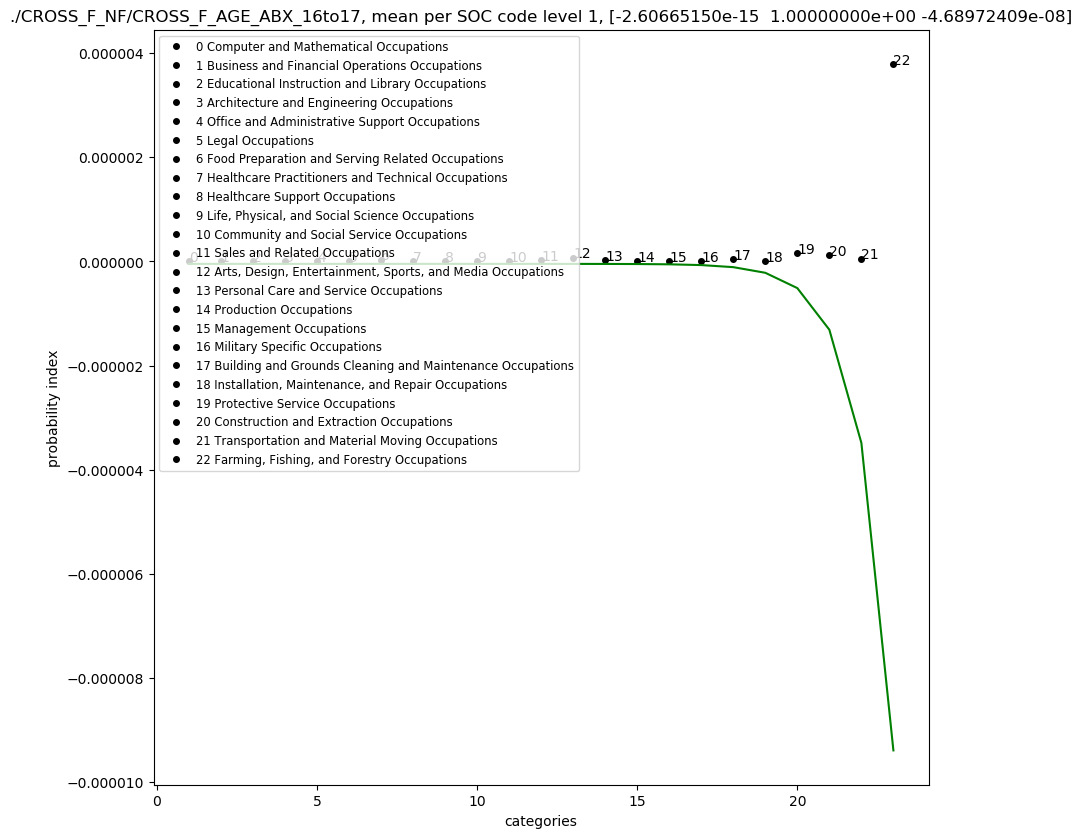 ./CROSS_F_NF/CROSS_F_AGE_ABX_16to17, mean per SOC code level 1, [-2.60665150e-15  1.00000000e+00 -4.68972409e-08]
0.000004
0.000002
0.000000
−0.000002
−0.000004
−0.000006
−0.000008
−0.000010
probability index
0 Computer and Mathematical Occupations
1 Business and Financial Operations Occupations
2 Educational Instruction and Library Occupations
3 Architecture and Engineering Occupations
4 Office and Administrative Support Occupations
5 Legal Occupations
6 Food Preparation and Serving Related Occupations
7 Healthcare Practitioners and Technical Occupations
8 Healthcare Support Occupations
9 Life, Physical, and Social Science Occupations
10 Community and Social Service Occupations
11 Sales and Related Occupations
12 Arts, Design, Entertainment, Sports, and Media Occupations
13 Personal Care and Service Occupations
14 Production Occupations
15 Management Occupations
16 Military Specific Occupations
17 Building and Grounds Cleaning and Maintenance Occupations
18 Installation, Maintenance, and Repair Occupations
19 Protective Service Occupations
20 Construction and Extraction Occupations
21 Transportation and Material Moving Occupations
22 Farming, Fishing, and Forestry Occupations
7 8 9 10 11 12 13 14 15 16 17 18 19 20 21 22
0 5 10 15 20
categories